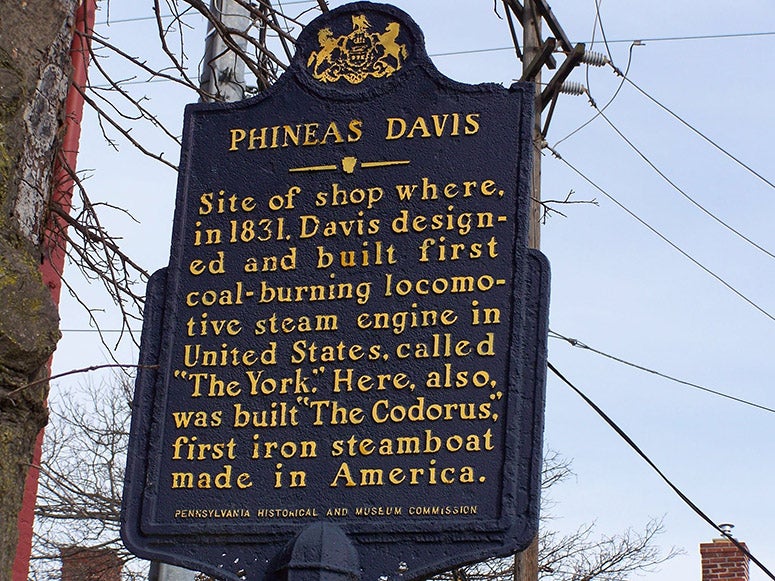 PHINEAS DAVIS
Site of shop where,
in 1831, Davis design-
ed and built first
coal-burning locomo-
tive steam engine in
United States, called
"The York." Here, also,
was built "The Codorus,"
first iron steamboat
made in America.
PENNSYLVANIA HISTORICAL AND MUSEUM COMMISSION